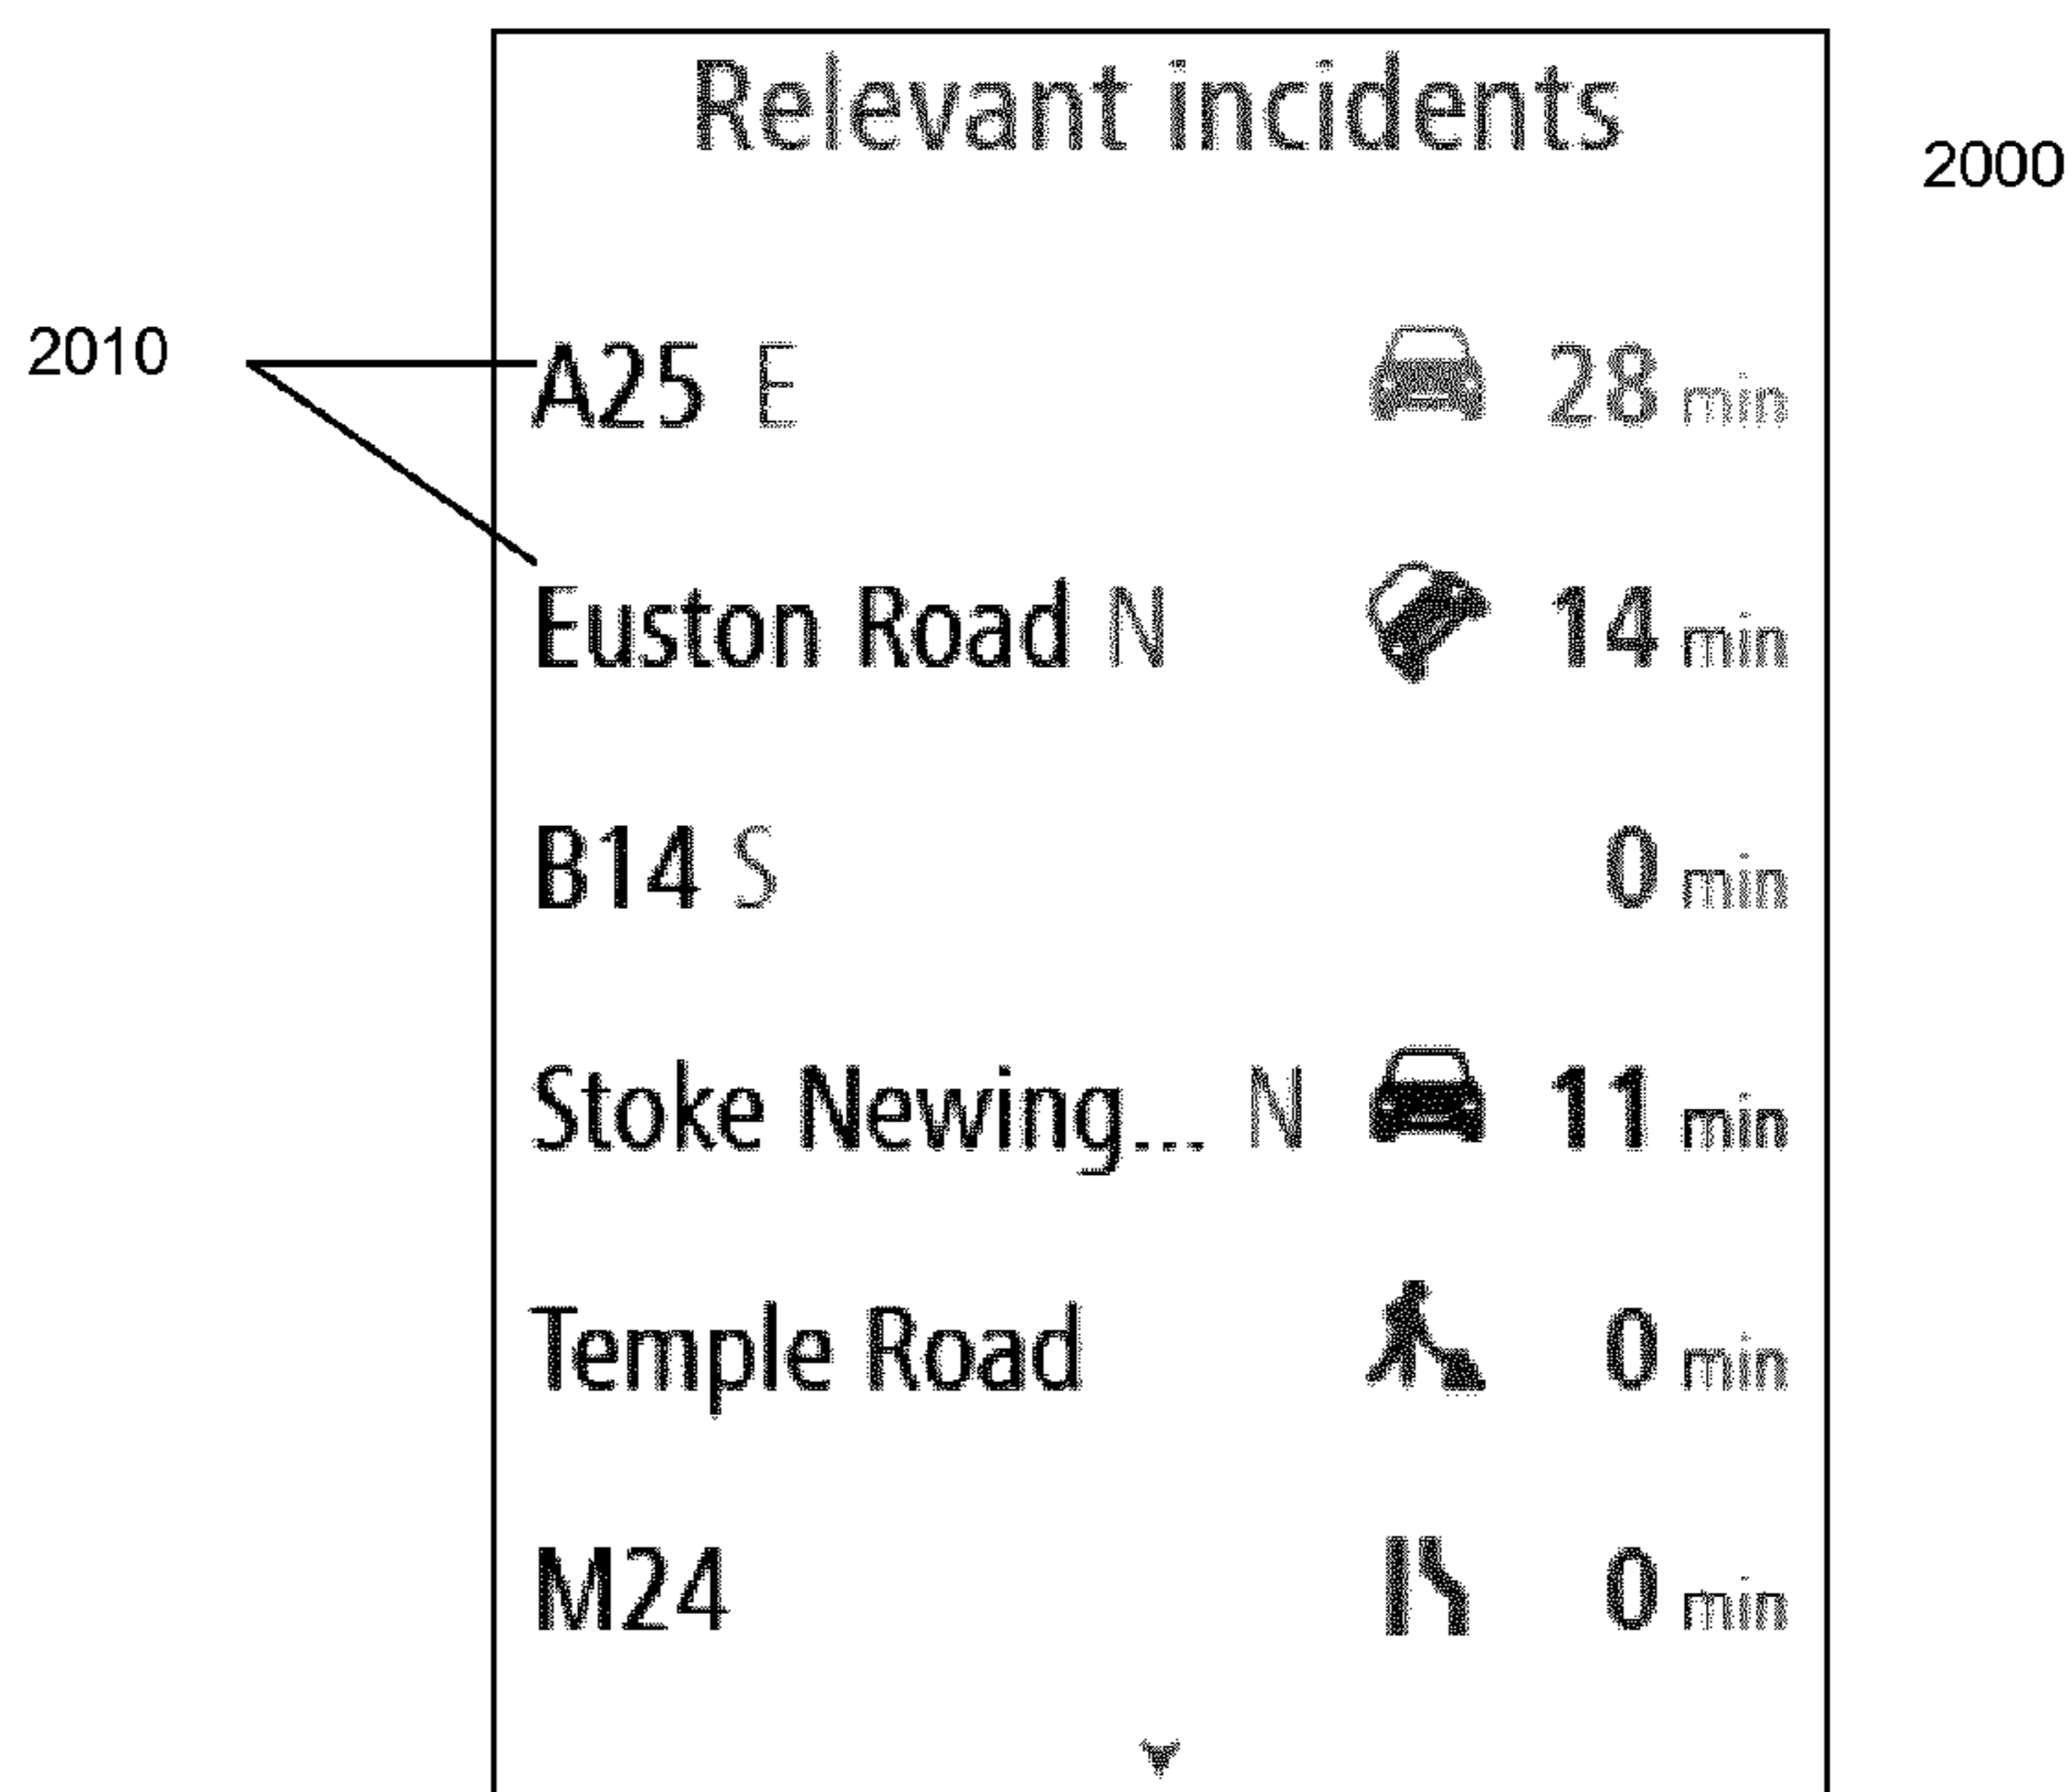 Relevant incidents
2000
2010
A25 E 28 min
Euston Road N 14 min
B14 S 0 min
Stoke Newing... N 11 min
Temple Road 0 min
M24 0 min